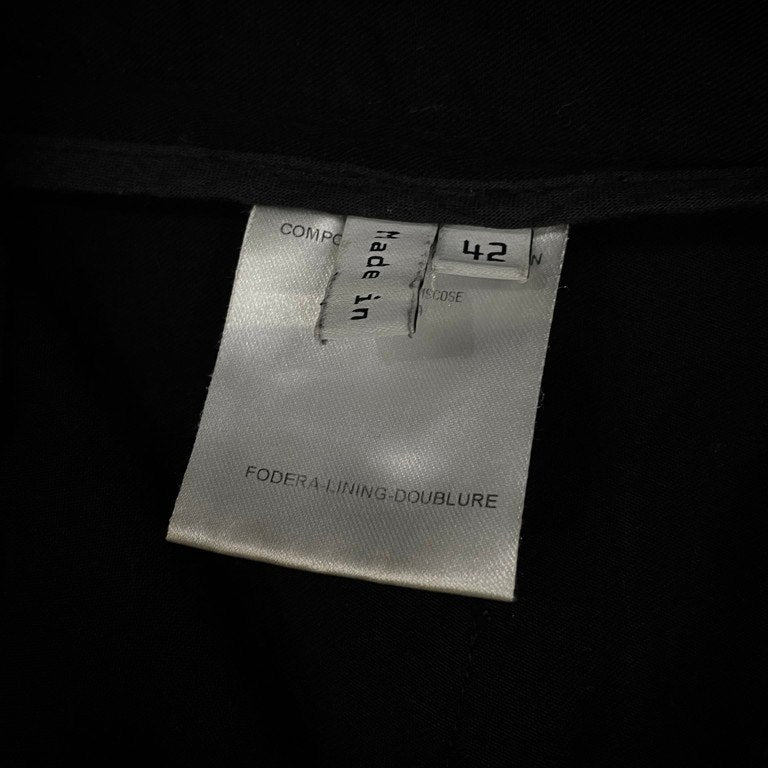 COMPO
42
N
Made in
ISCOSE
FODERA-LINING-DOUBLURE